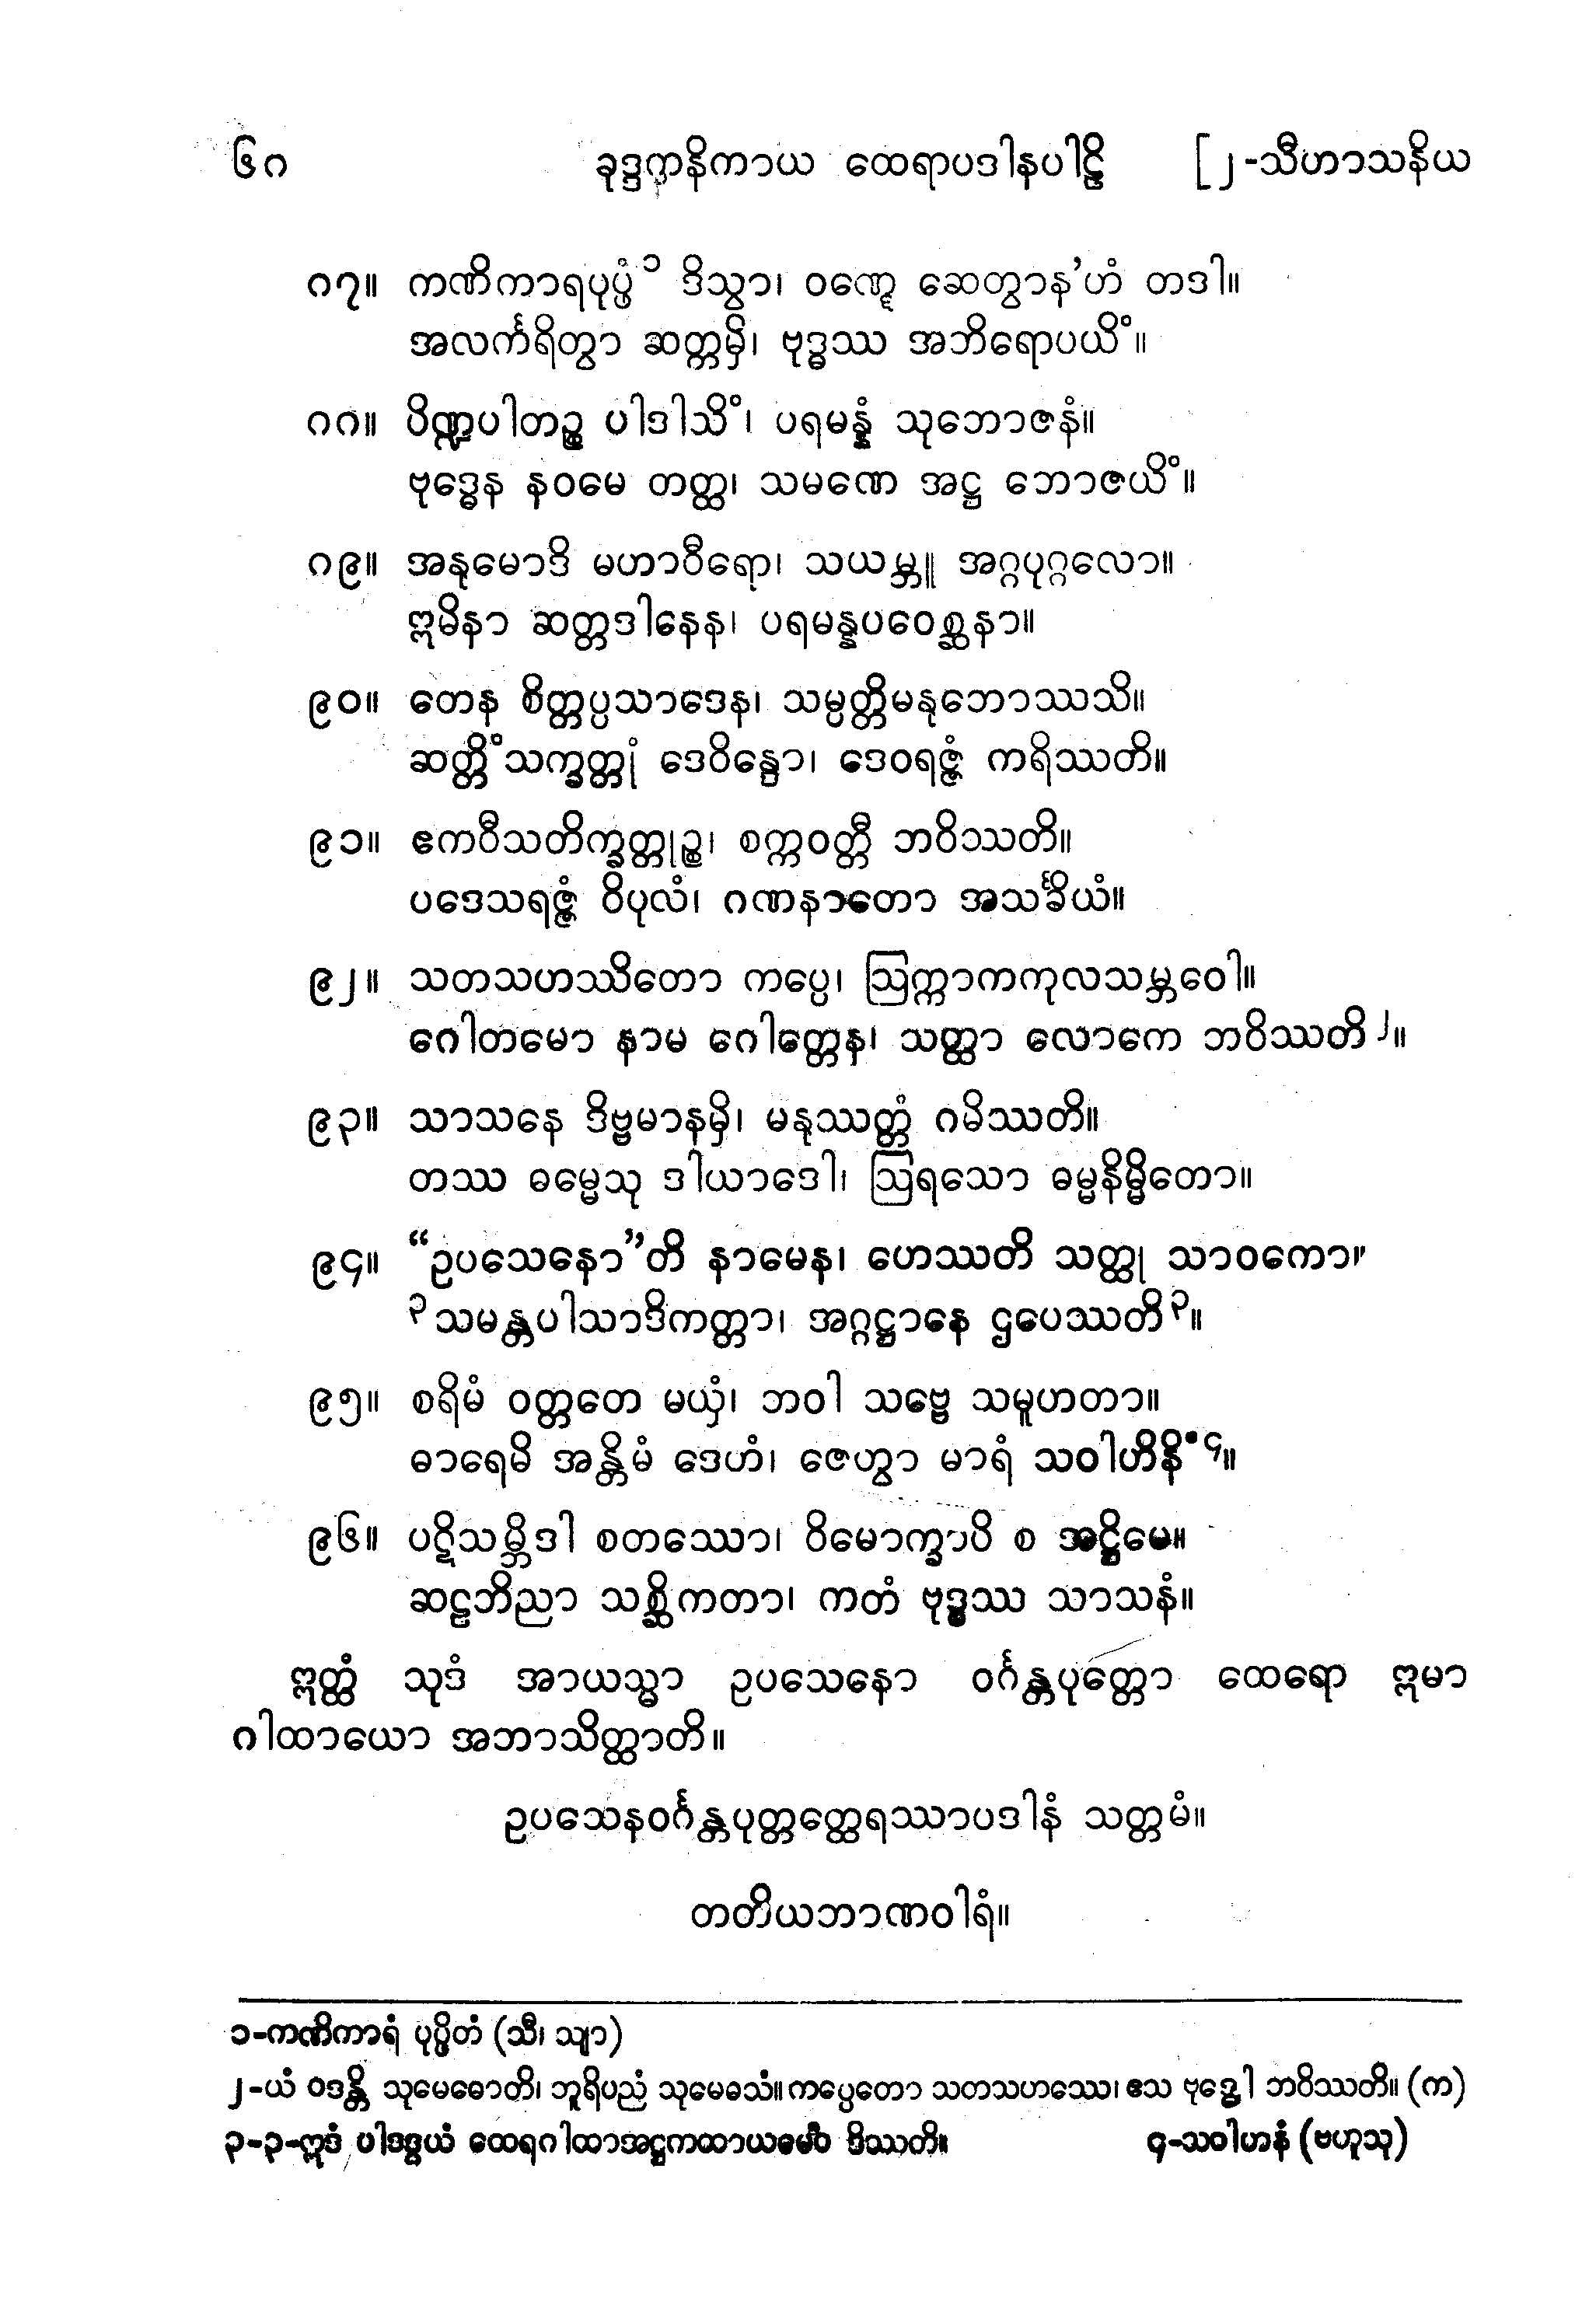 ၆၈ ခုဒ္ဒကနိကာယ ထေရာပဒါနပါဠိ [၂-သီဟာသနိယ
၈၇။ ကဏိကာရပုပ္ဖံ၁ ဒိသွာ၊ ဝဏ္ဋေ ဆေတွာန'ဟံ တဒါ။
အလင်္ကရိတွာ ဆတ္တမှိ၊ ဗုဒ္ဓဿ အဘိရောပယိံ။
၈၈။ ပိဏ္ဍပါတဉ္စ ပါဒါသိံ၊ ပရမန္နံ သုဘောဇနံ။
ဗုဒ္ဓေန နဝမေ တတ္ထ၊ သမဏေ အဋ္ဌ ဘောဇယိံ။
၈၉။ အနုမောဒိ မဟာဝီရော၊ သယမ္ဘူ အဂ္ဂပုဂ္ဂလော။
ဣမိနာ ဆတ္တဒါနေန၊ ပရမန္နပဝေစ္ဆနာ။
၉၀။ တေန စိတ္တပ္ပသာဒေန၊ သမ္ပတ္တိမနုဘောဿသိ။
ဆတ္တိံသက္ခတ္တုံ ဒေဝိန္ဒော၊ ဒေဝရဇ္ဇံ ကရိဿတိ။
၉၁။ ဧကဝီသတိက္ခတ္တုဉ္စ၊ စက္ကဝတ္တီ ဘဝိဿတိ။
ပဒေသရဇ္ဇံ ဝိပုလံ၊ ဂဏနာတော အသင်္ခိယံ။
၉၂။ သတသဟဿိတော ကပ္ပေ၊ ဩက္ကာကကုလသမ္ဘဝေါ။
ဂေါတမော နာမ ဂေါတ္တေန၊ သတ္ထာ လောကေ ဘဝိဿတိ၂။
၉၃။ သာသနေ ဒိဗ္ဗမာနမှိ၊ မနုဿတ္တံ ဂမိဿတိ။
တဿ ဓမ္မေသု ဒါယာဒေါ၊ ဩရသော ဓမ္မနိမ္မိတော။
၉၄။ “ဥပသေနော”တိ နာမေန၊ ဟေဿတိ သတ္ထု သာဝကော။
၃သမန္တပါသာဒိကတ္တာ၊ အဂ္ဂဋ္ဌာနေ ဌပေဿတိ၃။
၉၅။ စရိမံ ဝတ္တတေ မယှံ၊ ဘဝါ သဗ္ဗေ သမူဟတာ။
ဓာရေမိ အန္တိမံ ဒေဟံ၊ ဇေတွာ မာရံ သဝါဟိနိံ၄။
၉၆။ ပဋိသမ္ဘိဒါ စတဿော၊ ဝိမောက္ခာပိ စ အဋ္ဌိမေ။
ဆဠဘိညာ သစ္ဆိကတာ၊ ကတံ ဗုဒ္ဓဿ သာသနံ။
ဣတ္ထံ သုဒံ အာယသ္မာ ဥပသေနော ဝင်္ဂန္တပုတ္တော ထေရော ဣမာ
ဂါထာယော အဘာသိတ္ထာတိ။
ဥပသေနဝင်္ဂန္တပုတ္တတ္ထေရဿာပဒါနံ သတ္တမံ။
တတိယဘာဏဝါရံ။
၁-ကဏိကာရံ ပုပ္ဖိတံ (သီ၊ သျာ)
၂-ယံ ဝဒန္တိ သုမေဓောတိ၊ ဘူရိပညံ သုမေဓသံ။ ကပ္ပေတော သတသဟဿေ၊ ဧသ ဗုဒ္ဓေါ ဘဝိဿတိ။ (က)
၃-၃-ဣဒံ ပါဒဒ္ဓယံ ထေရဂါထာအဋ္ဌကထာယမေဝ ဒိဿတိ။ ၄-သဝါဟနံ (ဗဟူသု)